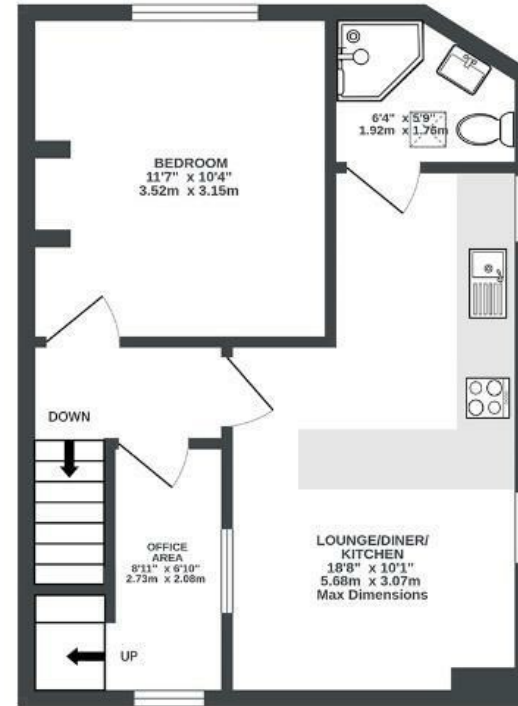 6'4" x 5'9"
1.92m x 1.76m
BEDROOM
11'7" x 10'4"
3.52m x 3.15m
DOWN
OFFICE
AREA
8'11" x 6'10"
2.73m x 2.08m
LOUNGE/DINER/
KITCHEN
18'8" x 10'1"
5.68m x 3.07m
Max Dimensions
UP